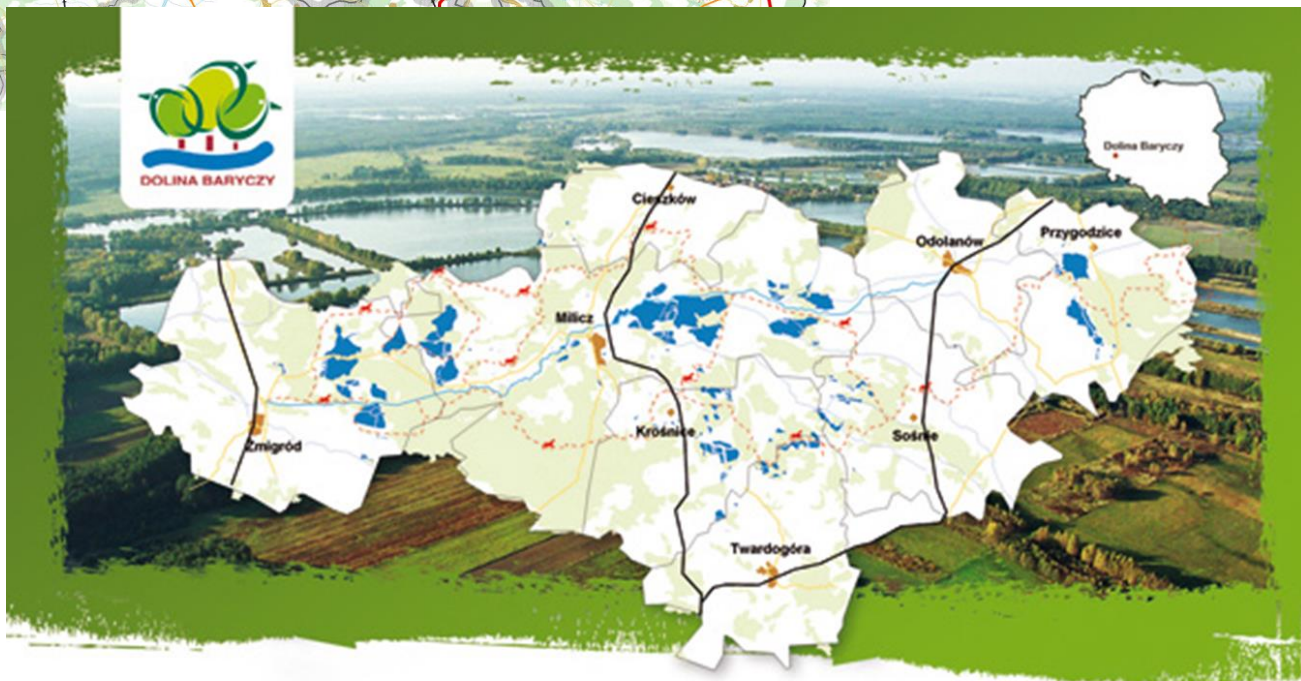 DOLINA BARYCZY
Dolina Baryczy
Cieszków
Odolanów
Przygodzice
Milicz
Żmigród
Krośnice
Sośnie
Twardogóra